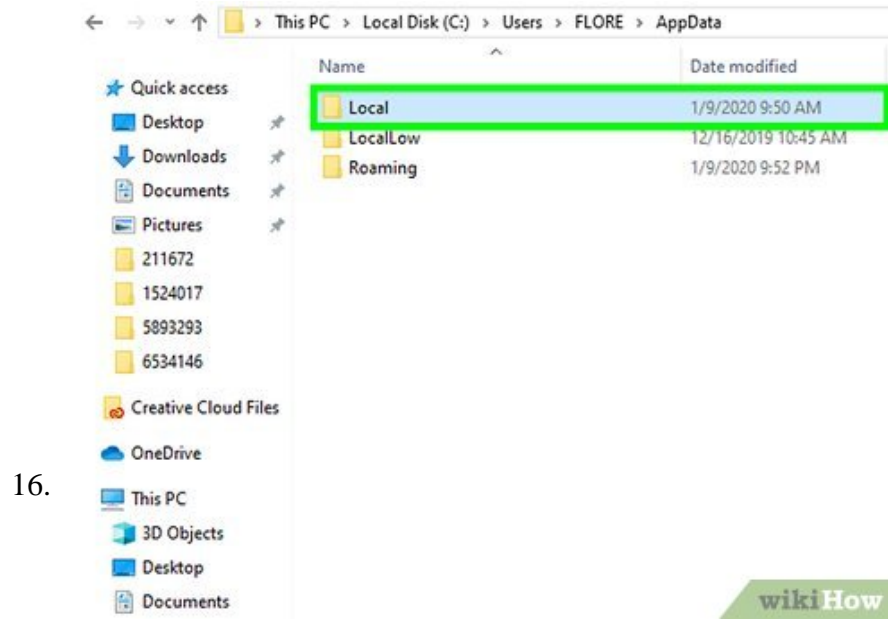 This PC > Local Disk (C:) > Users > FLORE > AppData
Name Date modified
Quick access
Desktop
Downloads
Documents
Pictures
211672
1524017
5893293
6534146
Creative Cloud Files
OneDrive
This PC
3D Objects
Desktop
Documents
Local 1/9/2020 9:50 AM
LocalLow 12/16/2019 10:45 AM
Roaming 1/9/2020 9:52 PM
16.
wikiHow